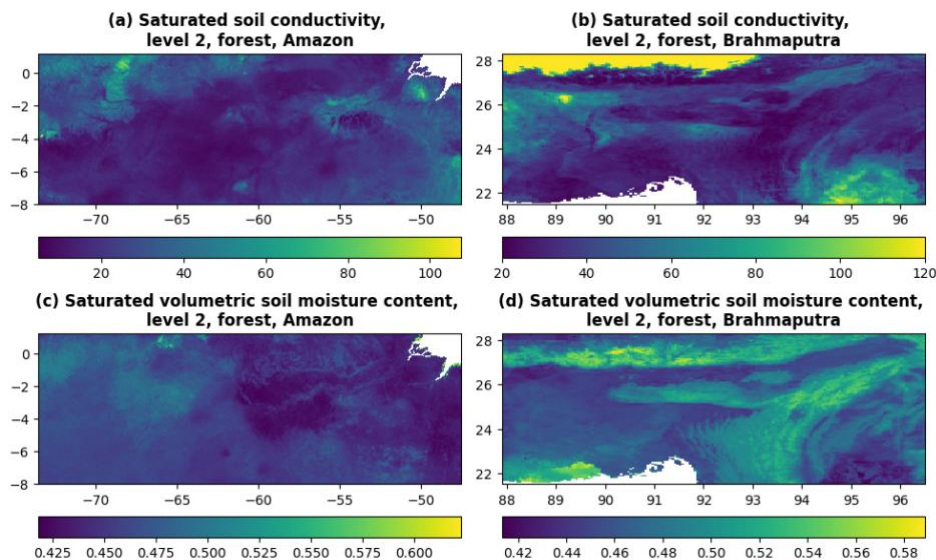 (a) Saturated soil conductivity,
level 2, forest, Amazon
0
−2
−4
−6
−8
−70 −65 −60 −55 −50
20 40 60 80 100
(b) Saturated soil conductivity,
level 2, forest, Brahmaputra
28
26
24
22
88 89 90 91 92 93 94 95 96
20 40 60 80 100 120
(c) Saturated volumetric soil moisture content,
level 2, forest, Amazon
0
−2
−4
−6
−8
−70 −65 −60 −55 −50
0.425 0.450 0.475 0.500 0.525 0.550 0.575 0.600
(d) Saturated volumetric soil moisture content,
level 2, forest, Brahmaputra
28
26
24
22
88 89 90 91 92 93 94 95 96
0.42 0.44 0.46 0.48 0.50 0.52 0.54 0.56 0.58